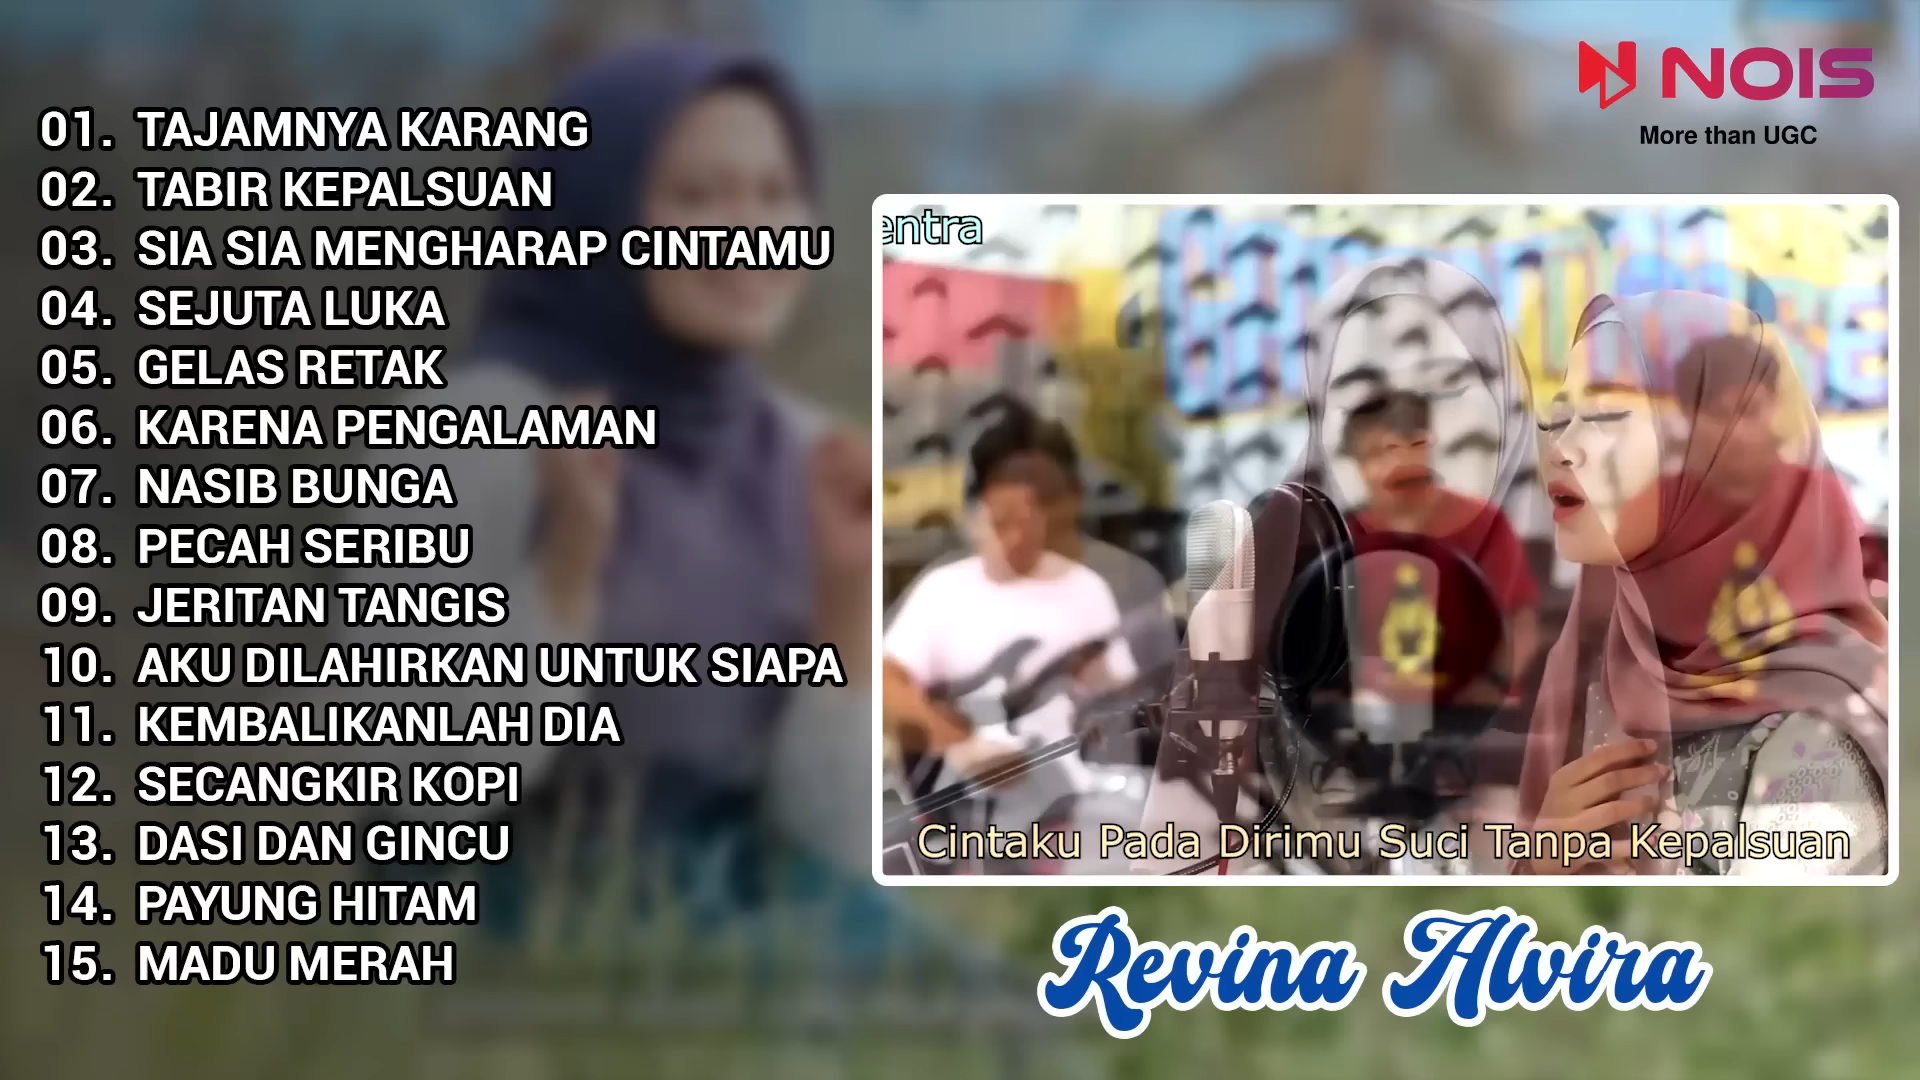 01. TAJAMNYA KARANG
02. TABIR KEPALSUAN
03. SIA SIA MENGHARAP CINTAMU
04. SEJUTA LUKA
05. GELAS RETAK
06. KARENA PENGALAMAN
07. NASIB BUNGA
08. PECAH SERIBU
09. JERITAN TANGIS
10. AKU DILAHIRKAN UNTUK SIAPA
11. KEMBALIKANLAH DIA
12. SECANGKIR KOPI
13. DASI DAN GINCU
14. PAYUNG HITAM
15. MADU MERAH
NOIS
More than UGC
entra
Cintaku Pada Dirimu Suci Tanpa Kepalsuan
Revina Alvira